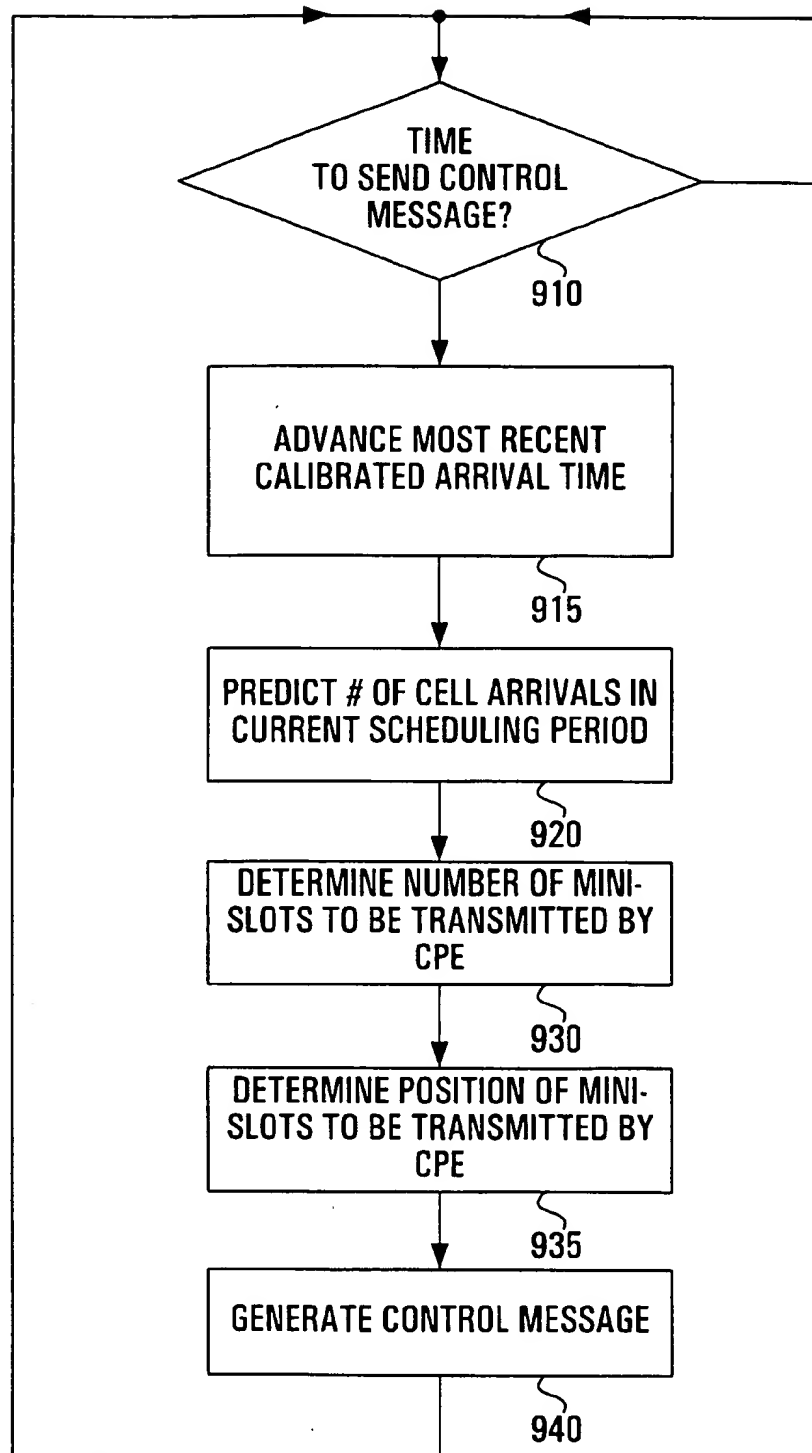 TIME
TO SEND CONTROL
MESSAGE?
910
ADVANCE MOST RECENT
CALIBRATED ARRIVAL TIME
915
PREDICT # OF CELL ARRIVALS IN
CURRENT SCHEDULING PERIOD
920
DETERMINE NUMBER OF MINI-
SLOTS TO BE TRANSMITTED BY
CPE
930
DETERMINE POSITION OF MINI-
SLOTS TO BE TRANSMITTED BY
CPE
935
GENERATE CONTROL MESSAGE
940